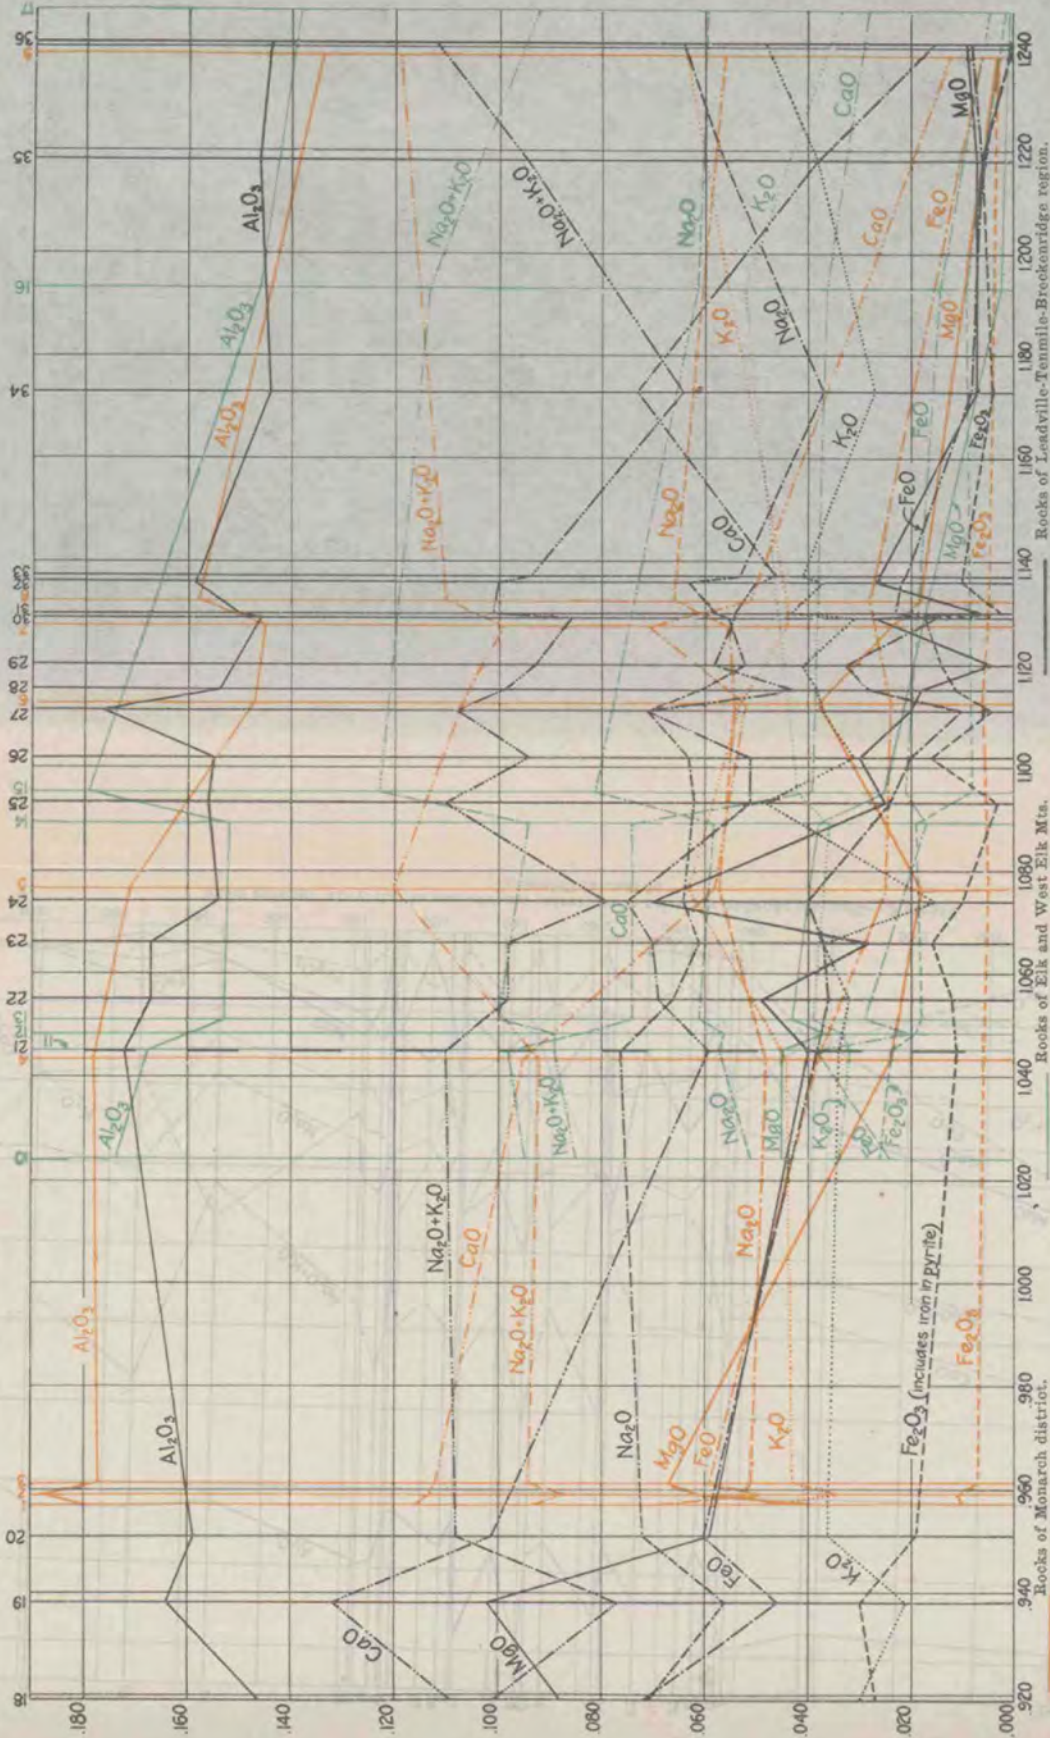 18
19
20
21
22
23
24
25
26
27
28
29
30
33
34
35
36
16
17
.180
.160
.140
.120
.100
.080
.060
.040
.020
.000
.920
.940
.960
.980
1.000
1.020
1.040
1.060
1.080
1.100
1.120
1.140
1.160
1.180
1.200
1.220
1.240
Al₂O₃
Al₂O₃
Al₂O₃
Al₂O₃
Al₂O₃
Al₂O₃
CaO
MgO
FeO
K₂O
Na₂O+K₂O
CaO
Na₂O+K₂O
Na₂O
MgO
FeO
Na₂O
K₂O
Fe₂O₃ (includes iron in pyrite)
Fe₂O₃
Na₂O+K₂O
Na₂O
MgO
K₂O
Fe₂O₃
CaO
Na₂O+K₂O
Na₂O+K₂O
Na₂O+K₂O
Na₂O
K₂O
Na₂O
CaO
Na₂O
K₂O
K₂O
CaO
CaO
FeO
MgO
FeO
FeO
MgO
Fe₂O₃
Fe₂O₃
MgO
Rocks of Monarch district.
Rocks of Elk and West Elk Mts.
Rocks of Leadville-Tenmile-Breckenridge region.